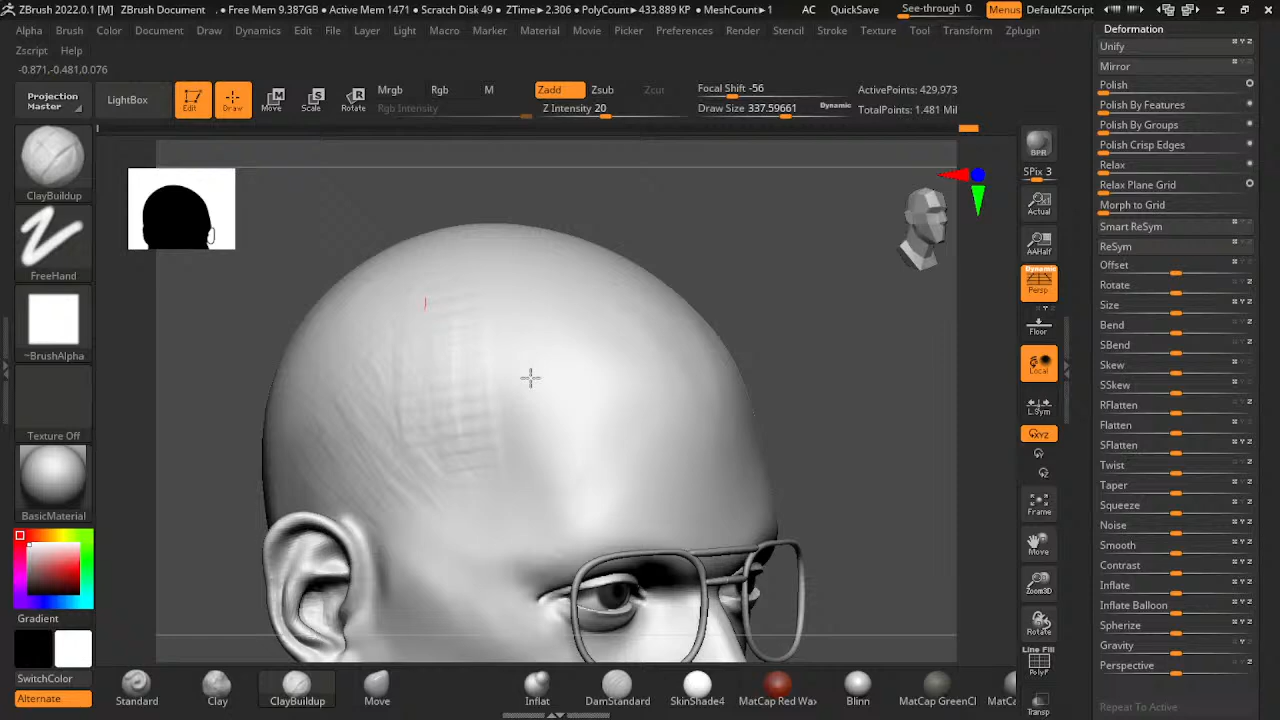 ZBrush 2022.0.1 [N] ZBrush Document , Free Mem 9.387GB • Active Mem 1471 • Scratch Disk 49 • ZTime▸2.306 • PolyCount▸433.889 KP • MeshCount▸1 AC QuickSave See-through 0 Menus DefaultZScript
Alpha Brush Color Document Draw Dynamics Edit File Layer Light Macro Marker Material Movie Picker Preferences Render Stencil Stroke Texture Tool Transform Zplugin
Zscript Help
-0.871,-0.481,0.076
Projection Master
LightBox
Edit
Draw
M
Move
S
Scale
R
Rotate
Mrgb Rgb M
Rgb Intensity
Zadd Zsub Zcut
Z Intensity 20
Focal Shift -56
Draw Size 337.59661 Dynamic
ActivePoints: 429,973
TotalPoints: 1.481 Mil
ClayBuildup
FreeHand
~BrushAlpha
Texture Off
BasicMaterial
Gradient
SwitchColor
Alternate
BPR
SPix 3
Actual
AAHalf
Dynamic
Persp
Floor
Local
L.Sym
XYZ
Frame
Move
Zoom3D
Rotate
Line Fill
PolyF
Transp
Deformation
Unify
Mirror
Polish
Polish By Features
Polish By Groups
Polish Crisp Edges
Relax
Relax Plane Grid
Morph to Grid
Smart ReSym
ReSym
Offset
Rotate
Size
Bend
SBend
Skew
SSkew
RFlatten
Flatten
SFlatten
Twist
Taper
Squeeze
Noise
Smooth
Contrast
Inflate
Inflate Balloon
Spherize
Gravity
Perspective
Repeat To Active
Standard Clay ClayBuildup Move Inflat DamStandard SkinShade4 MatCap Red Wax Blinn MatCap GreenCl MatCa